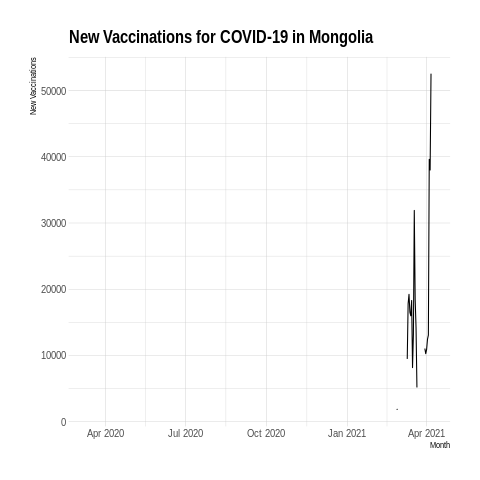 New Vaccinations for COVID-19 in Mongolia
New Vaccinations
50000
40000
30000
20000
10000
0
Apr 2020
Jul 2020
Oct 2020
Jan 2021
Apr 2021
Month